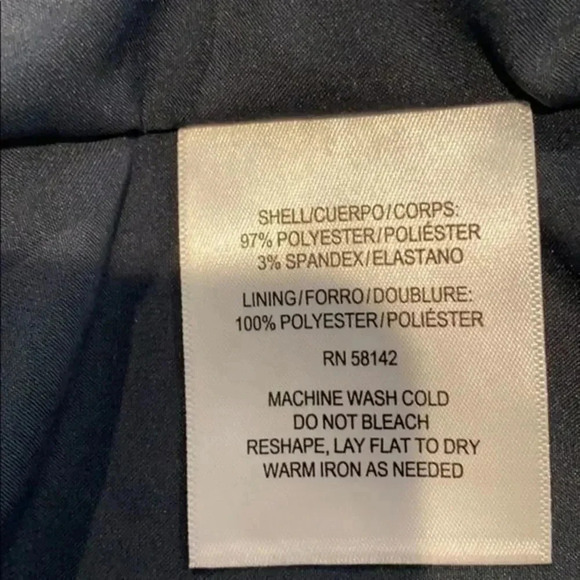 SHELL/CUERPO/CORPS:
97% POLYESTER/POLIÉSTER
3% SPANDEX/ELASTANO
LINING/FORRO/DOUBLURE:
100% POLYESTER/POLIÉSTER
RN 58142
MACHINE WASH COLD
DO NOT BLEACH
RESHAPE, LAY FLAT TO DRY
WARM IRON AS NEEDED